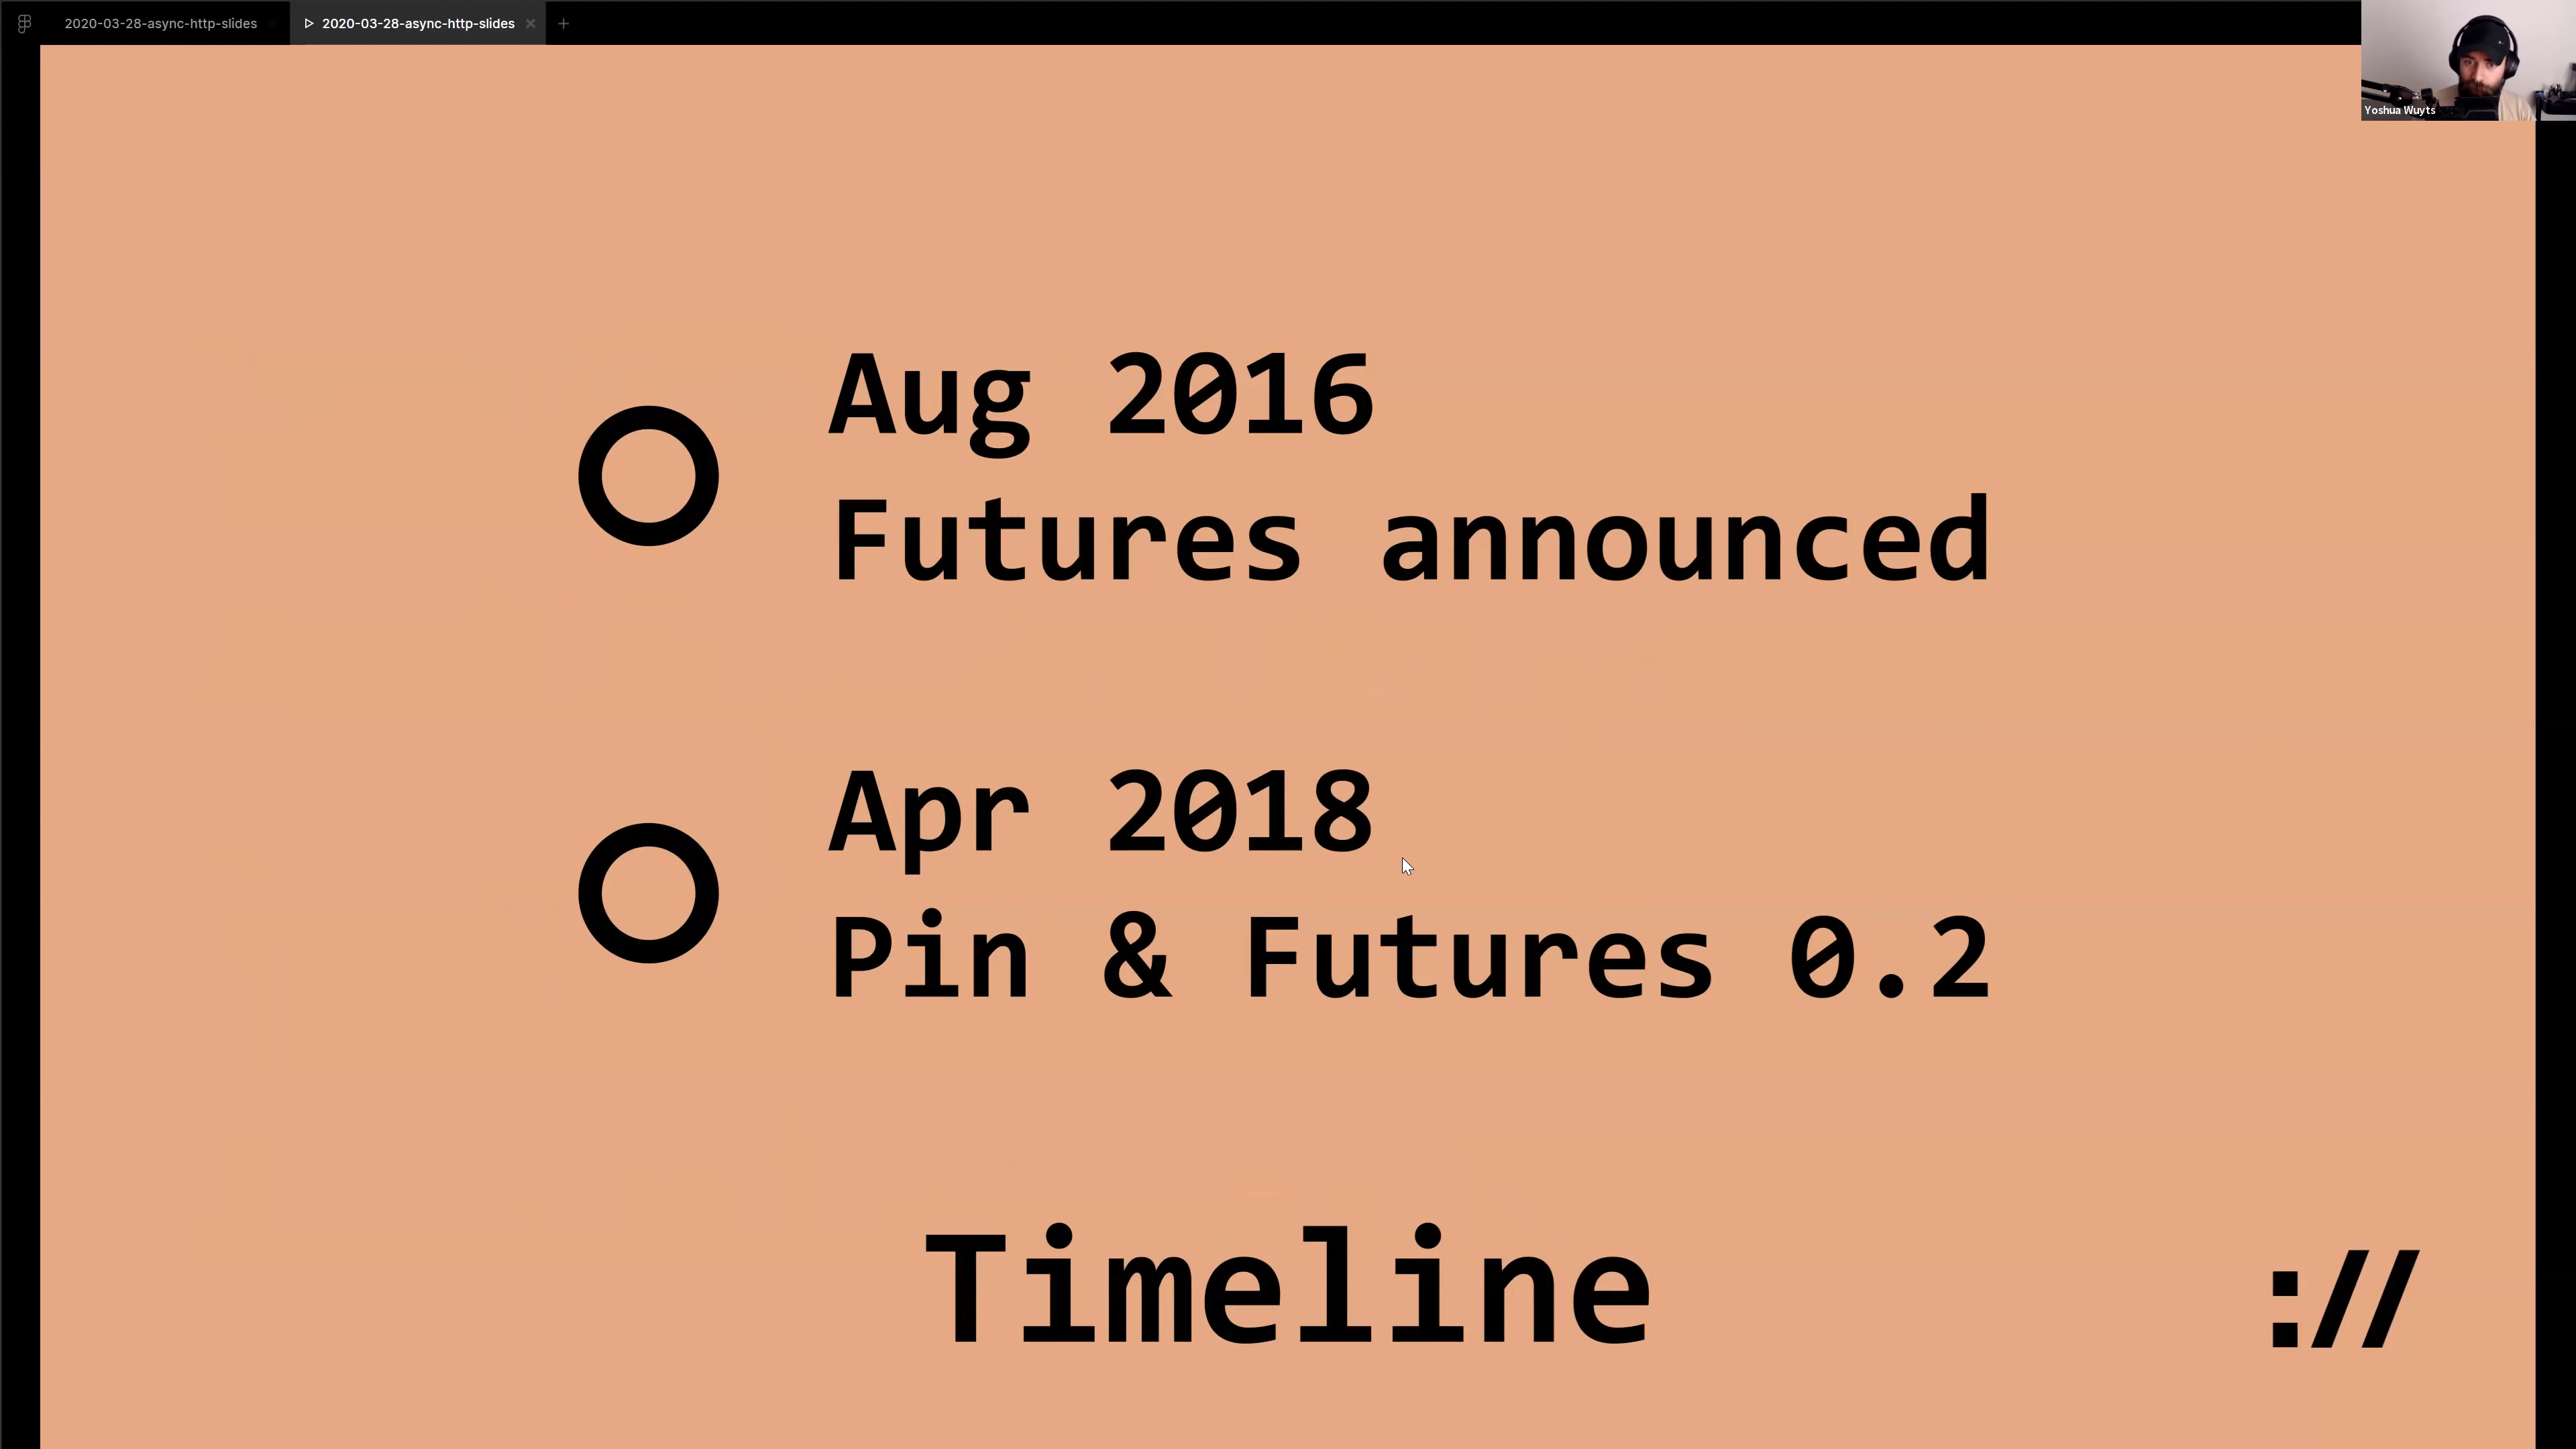 2020-03-28-async-http-slides
2020-03-28-async-http-slides
Yoshua Wuyts
Aug 2016
Futures announced
Apr 2018
Pin & Futures 0.2
Timeline
://